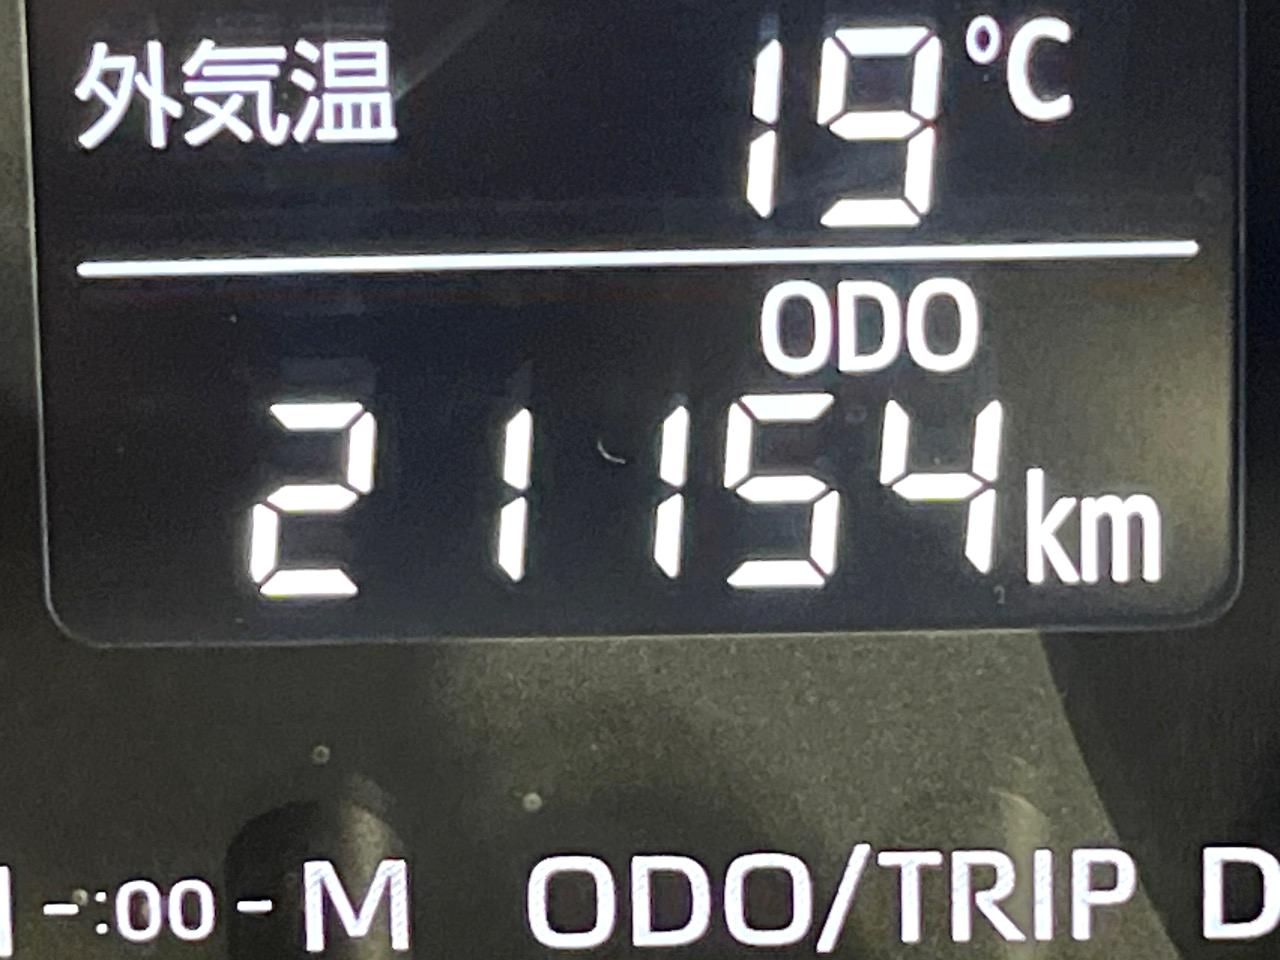 外気温 19℃
ODO
21154km
-:00-M ODO/TRIP D